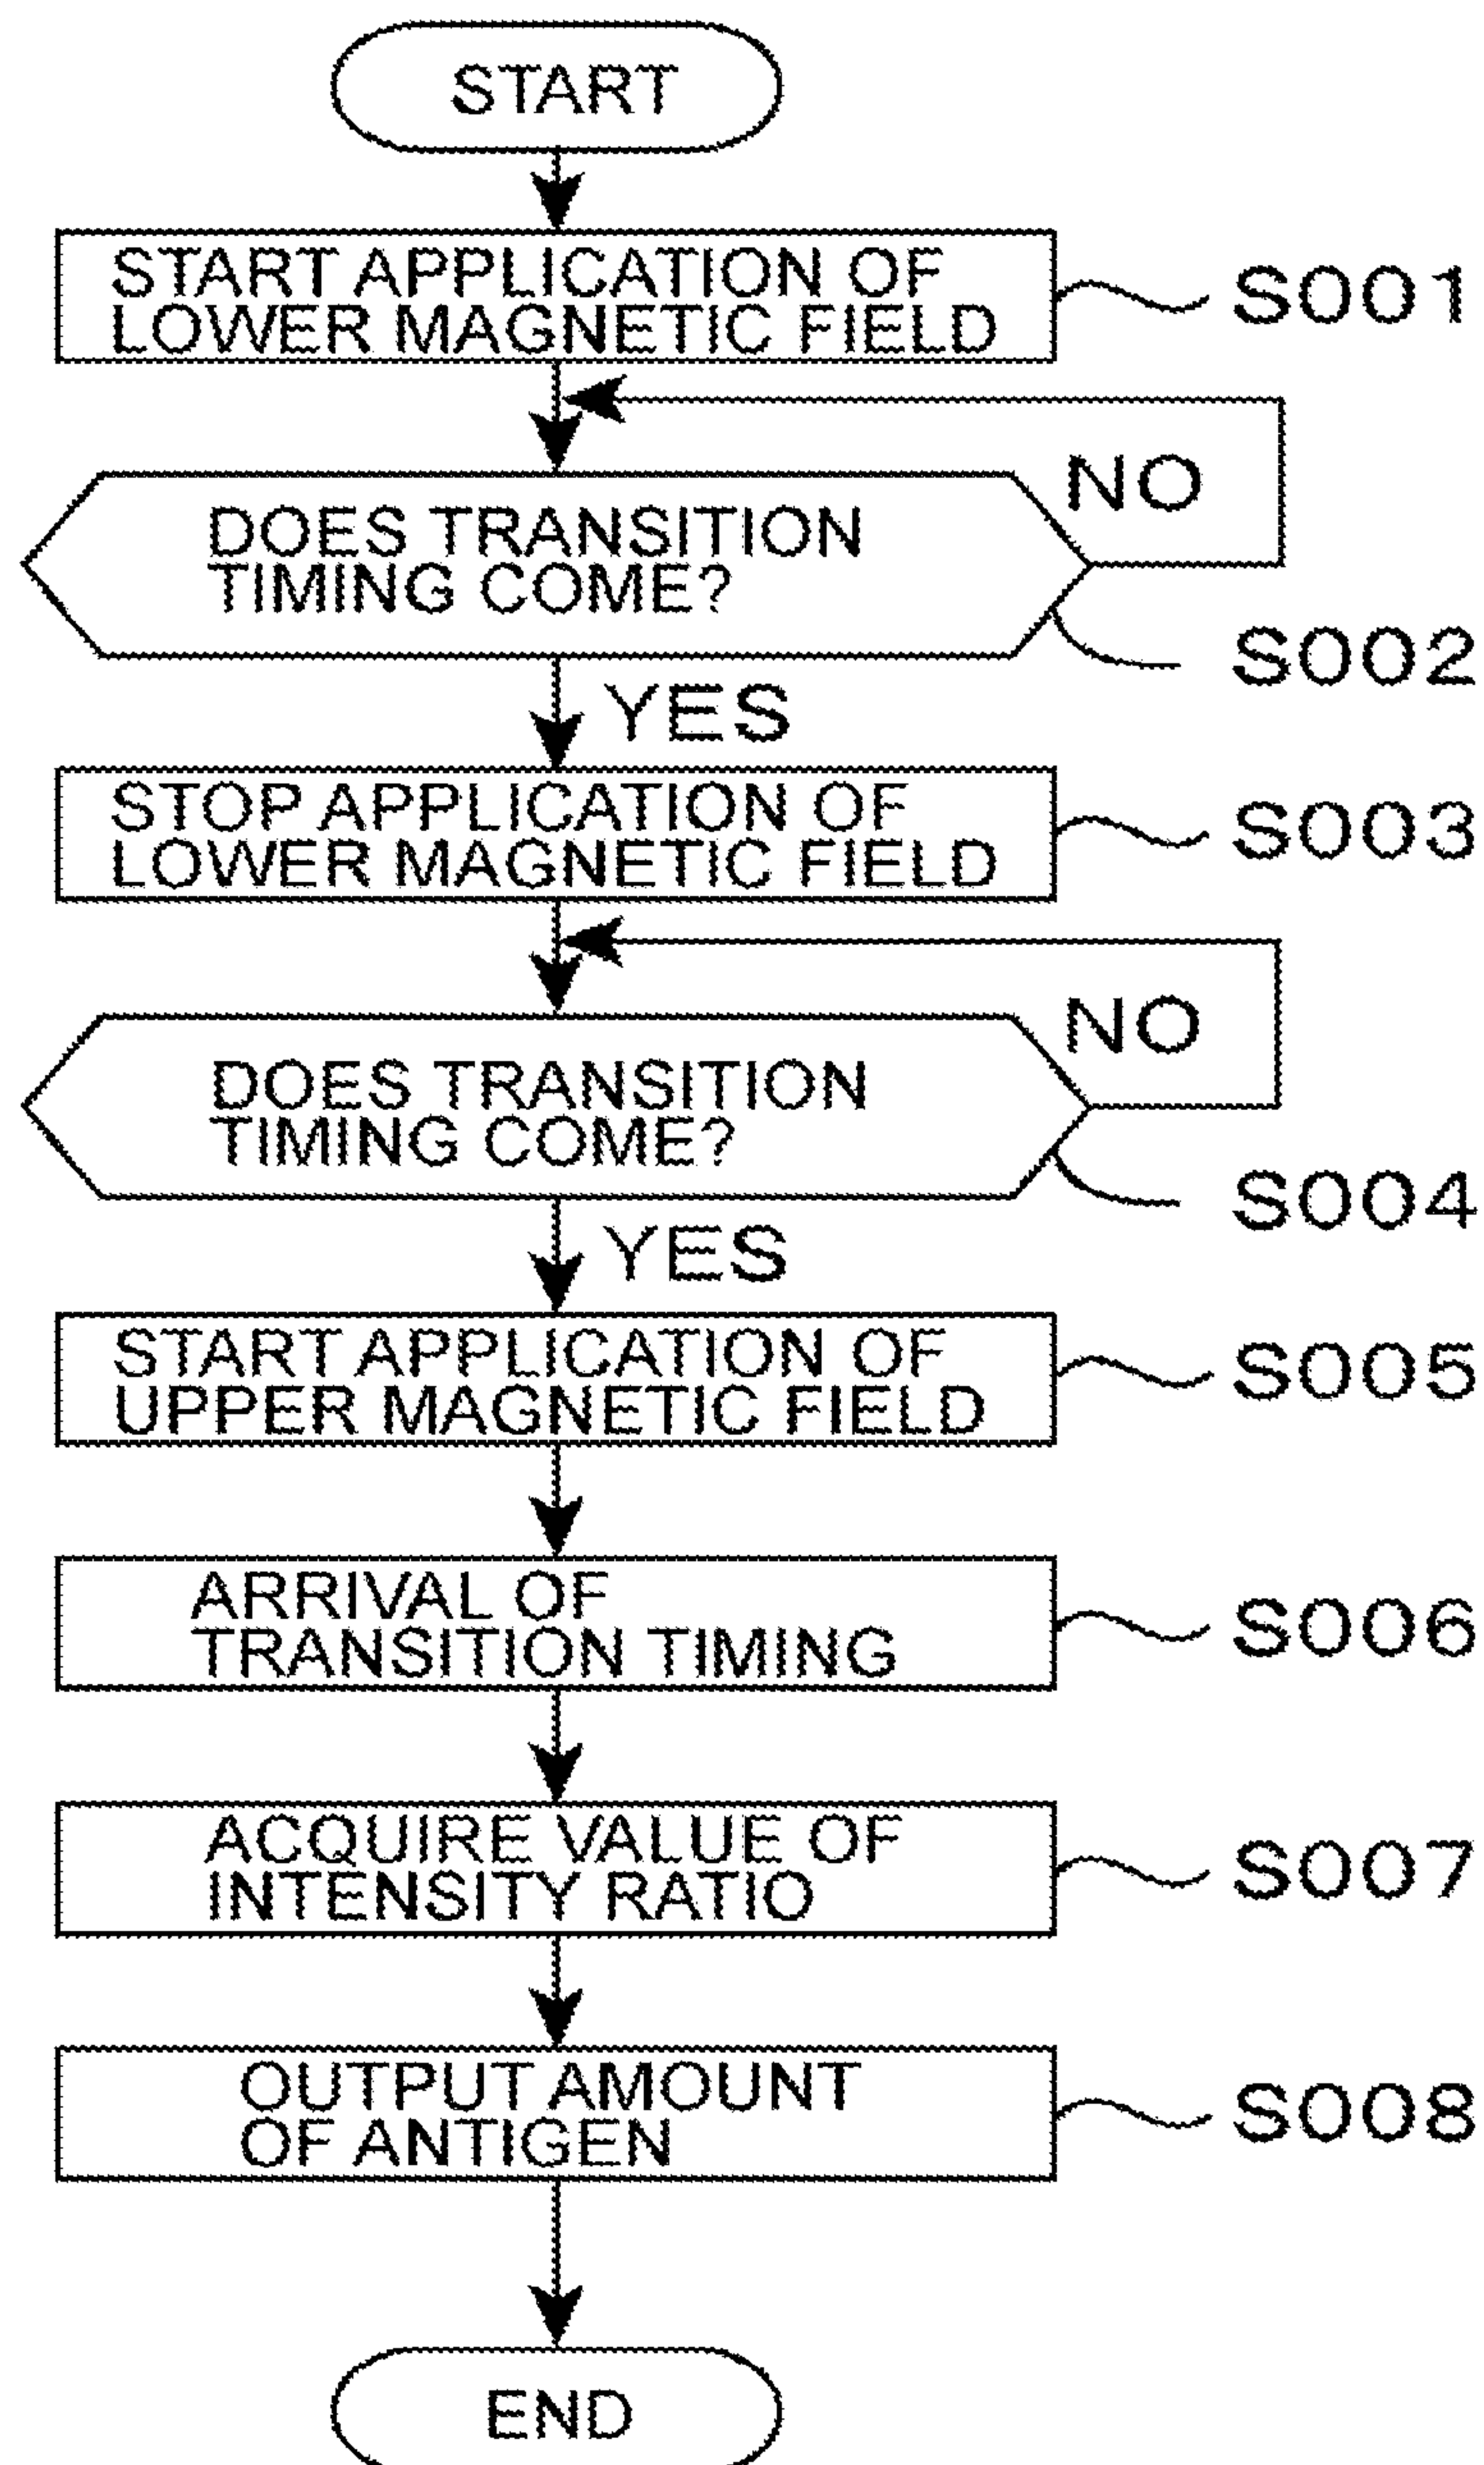 START
START APPLICATION OF
LOWER MAGNETIC FIELD
S001
DOES TRANSITION
TIMING COME?
NO
S002
YES
STOP APPLICATION OF
LOWER MAGNETIC FIELD
S003
DOES TRANSITION
TIMING COME?
NO
S004
YES
START APPLICATION OF
UPPER MAGNETIC FIELD
S005
ARRIVAL OF
TRANSITION TIMING
S006
ACQUIRE VALUE OF
INTENSITY RATIO
S007
OUTPUT AMOUNT
OF ANTIGEN
S008
END